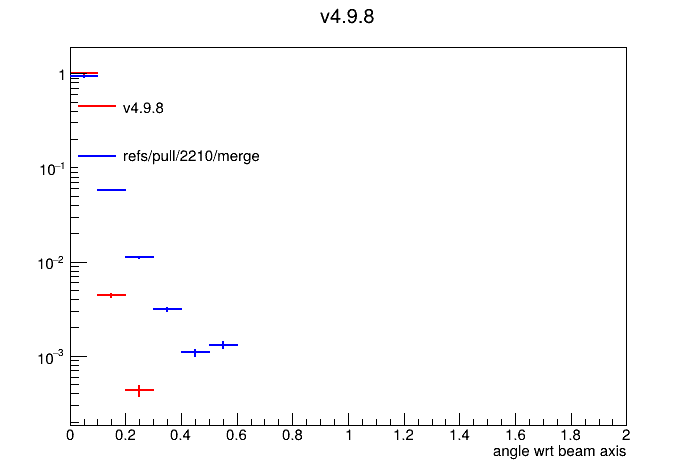 v4.9.8
1
v4.9.8
refs/pull/2210/merge
10⁻¹
10⁻²
10⁻³
0 0.2 0.4 0.6 0.8 1 1.2 1.4 1.6 1.8 2
angle wrt beam axis